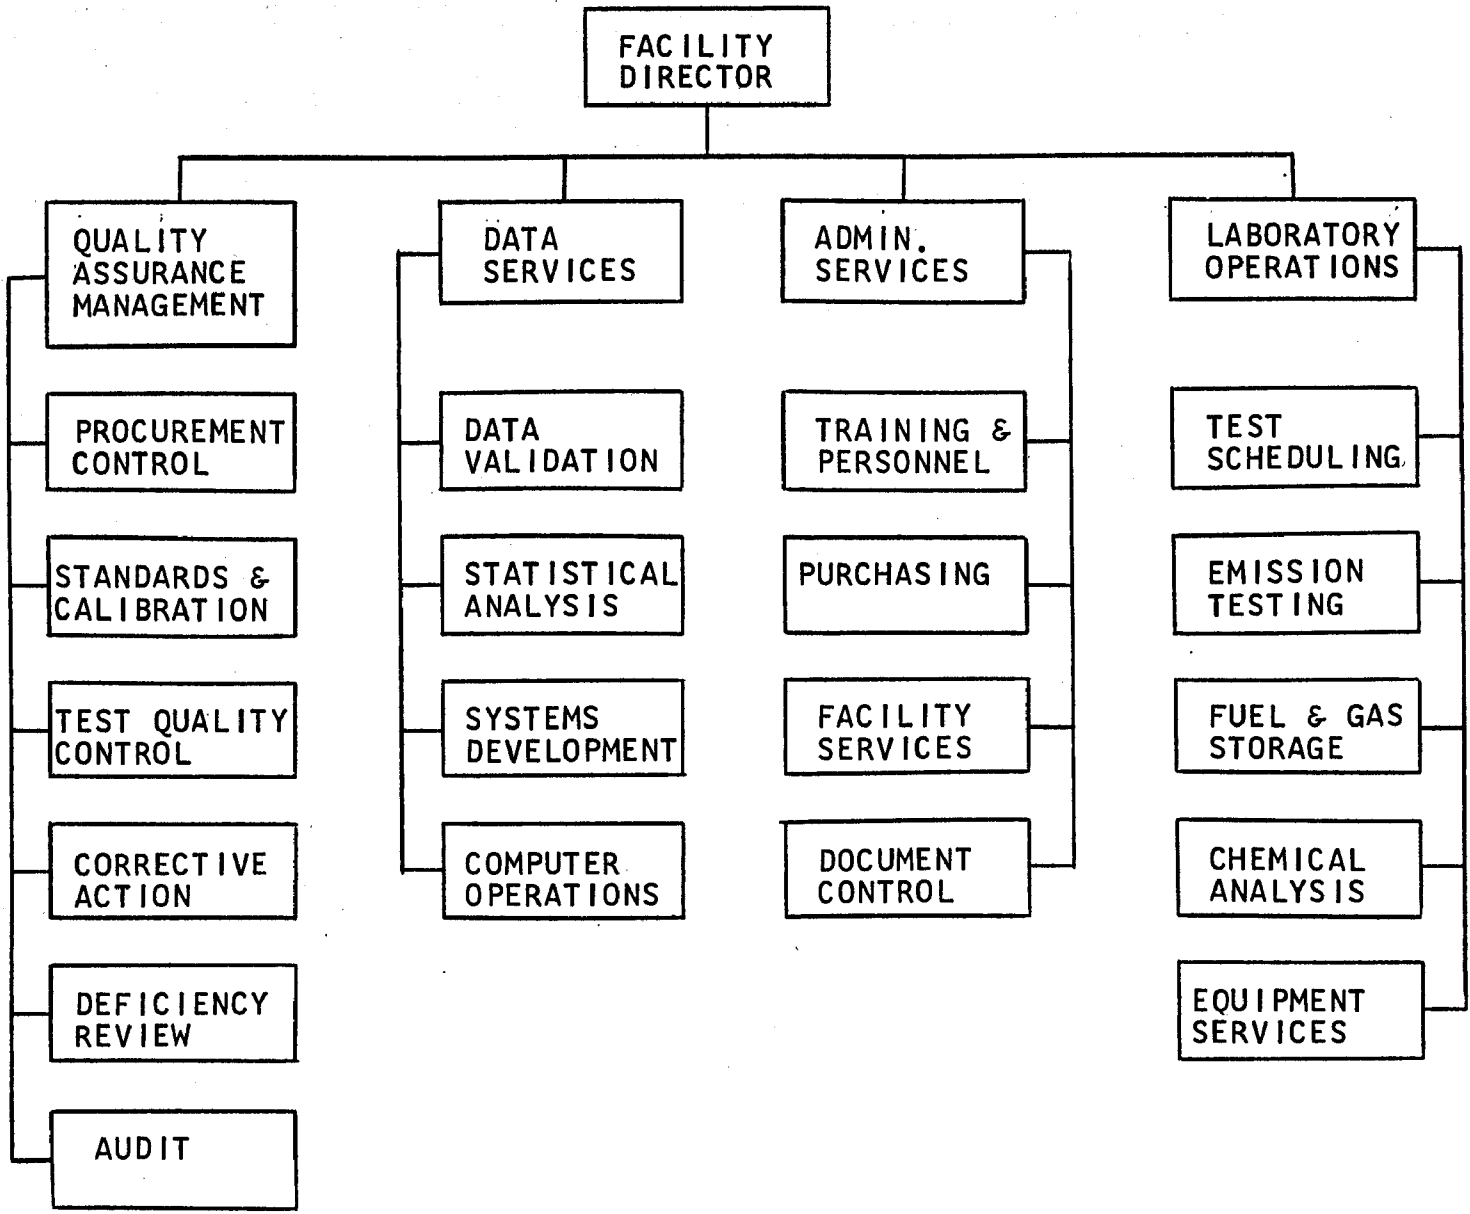 FACILITY
DIRECTOR
QUALITY
ASSURANCE
MANAGEMENT
PROCUREMENT
CONTROL
STANDARDS &
CALIBRATION
TEST QUALITY
CONTROL
CORRECTIVE
ACTION
DEFICIENCY
REVIEW
AUDIT
DATA
SERVICES
DATA
VALIDATION
STATISTICAL
ANALYSIS
SYSTEMS
DEVELOPMENT
COMPUTER
OPERATIONS
ADMIN.
SERVICES
TRAINING &
PERSONNEL
PURCHASING
FACILITY
SERVICES
DOCUMENT
CONTROL
LABORATORY
OPERATIONS
TEST
SCHEDULING
EMISSION
TESTING
FUEL & GAS
STORAGE
CHEMICAL
ANALYSIS
EQUIPMENT
SERVICES